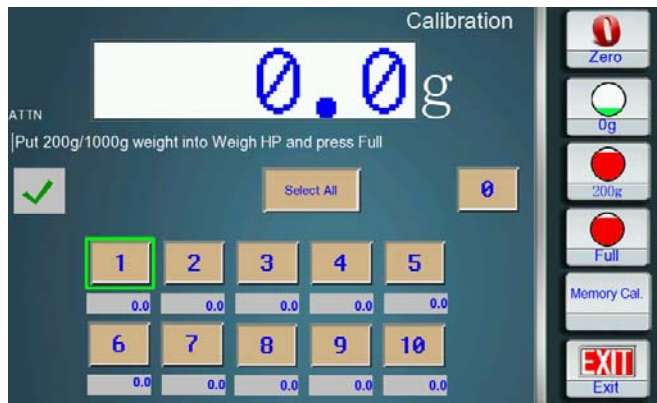 Calibration
0.0g
ATTN
Put 200g/1000g weight into Weigh HP and press Full
Select All
0
1 2 3 4 5
0.0 0.0 0.0 0.0 0.0
6 7 8 9 10
0.0 0.0 0.0 0.0 0.0
0
Zero
0g
200g
Full
Memory Cal.
EXIT
Exit